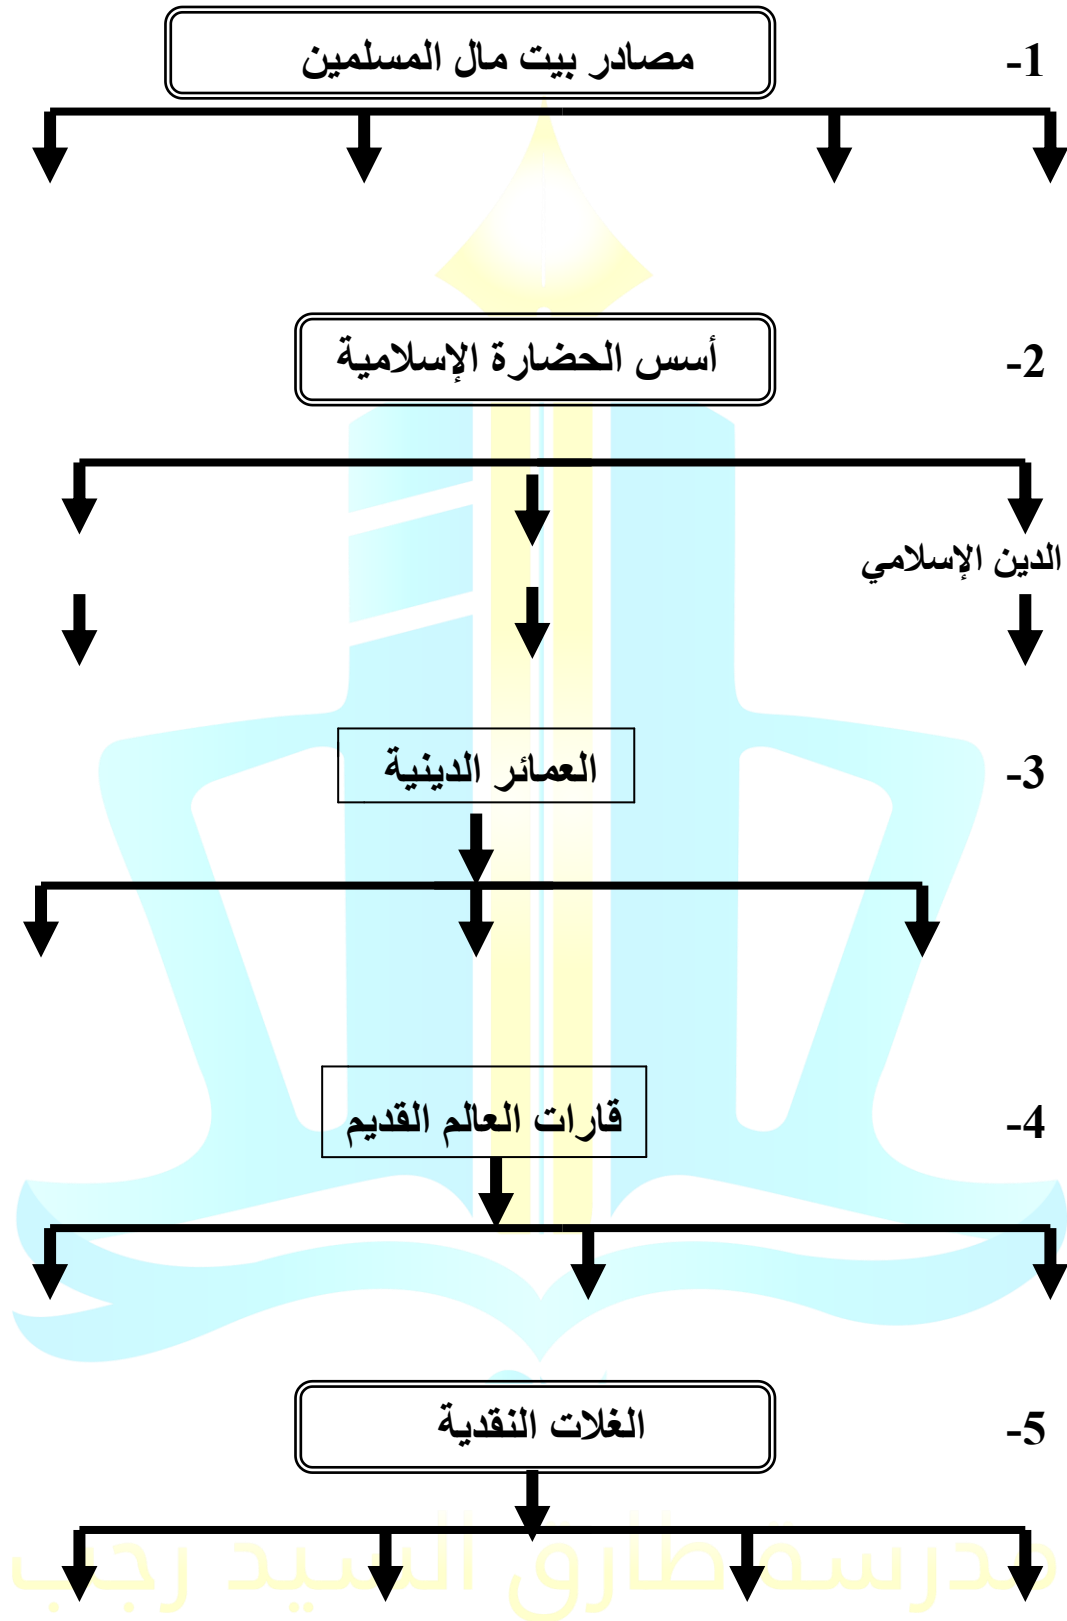 1- مصادر بيت مال المسلمين
2- أسس الحضارة الإسلامية
الدين الإسلامي
3- العمائر الدينية
4- قارات العالم القديم
5- الغلات النقدية
مدرسة طارق السيد رجب